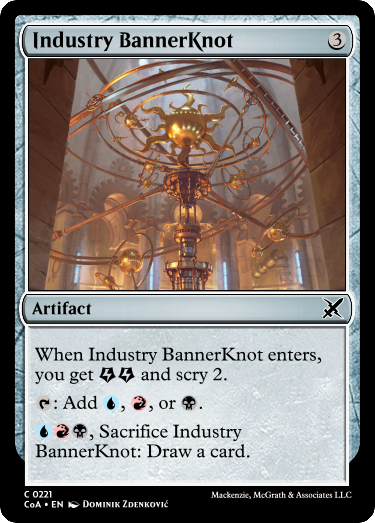 Industry BannerKnot 3
Artifact
When Industry BannerKnot enters,
you get and scry 2.
: Add , , or .
, Sacrifice Industry
BannerKnot: Draw a card.
C 0221
CoA • EN Dominik Zdenković
Mackenzie, McGrath & Associates LLC